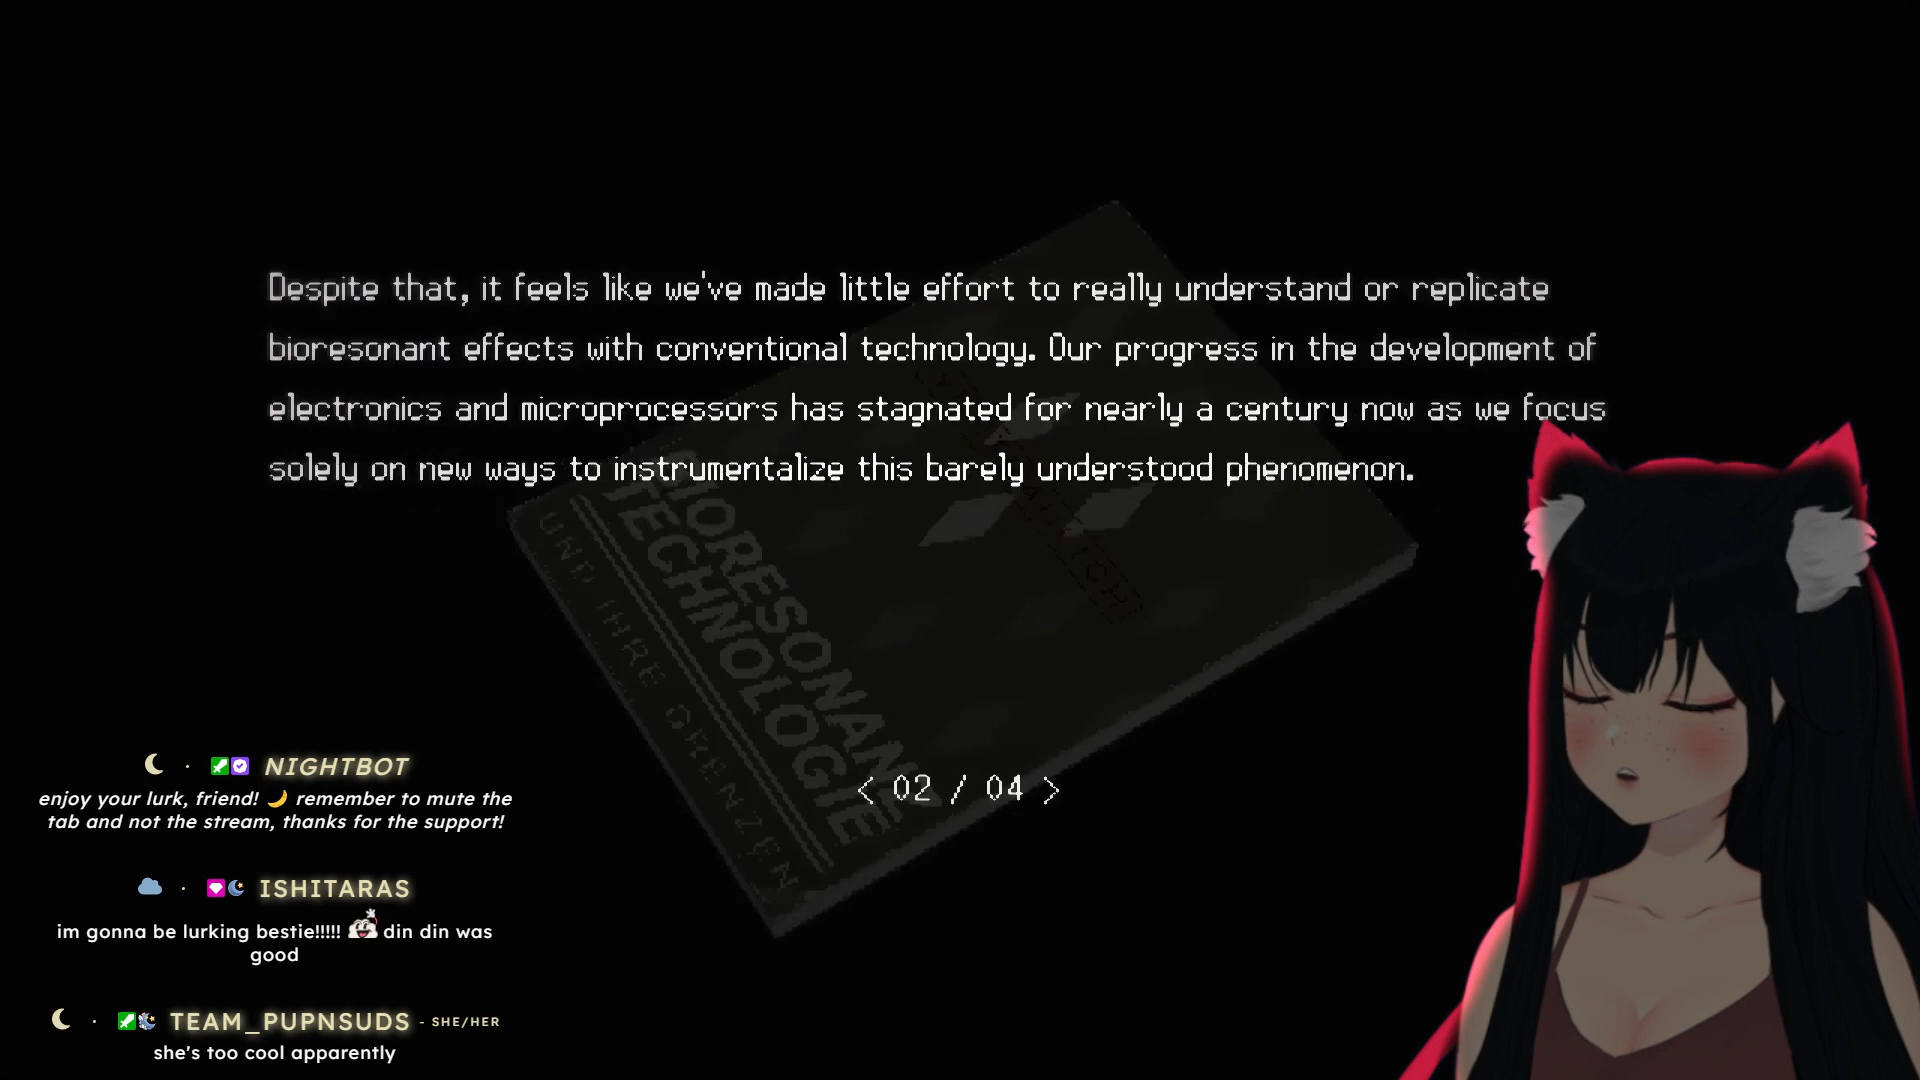 Despite that, it feels like we've made little effort to really understand or replicate
bioresonant effects with conventional technology. Our progress in the development of
electronics and microprocessors has stagnated for nearly a century now as we focus
solely on new ways to instrumentalize this barely understood phenomenon.
BIORESONANTE
TECHNOLOGIE
UND IHRE GRENZEN
< 02 / 04 >
NIGHTBOT
enjoy your lurk, friend! 🌙 remember to mute the
tab and not the stream, thanks for the support!
ISHITARAS
im gonna be lurking bestie!!!!! din din was
good
TEAM_PUPNSUDS - SHE/HER
she's too cool apparently